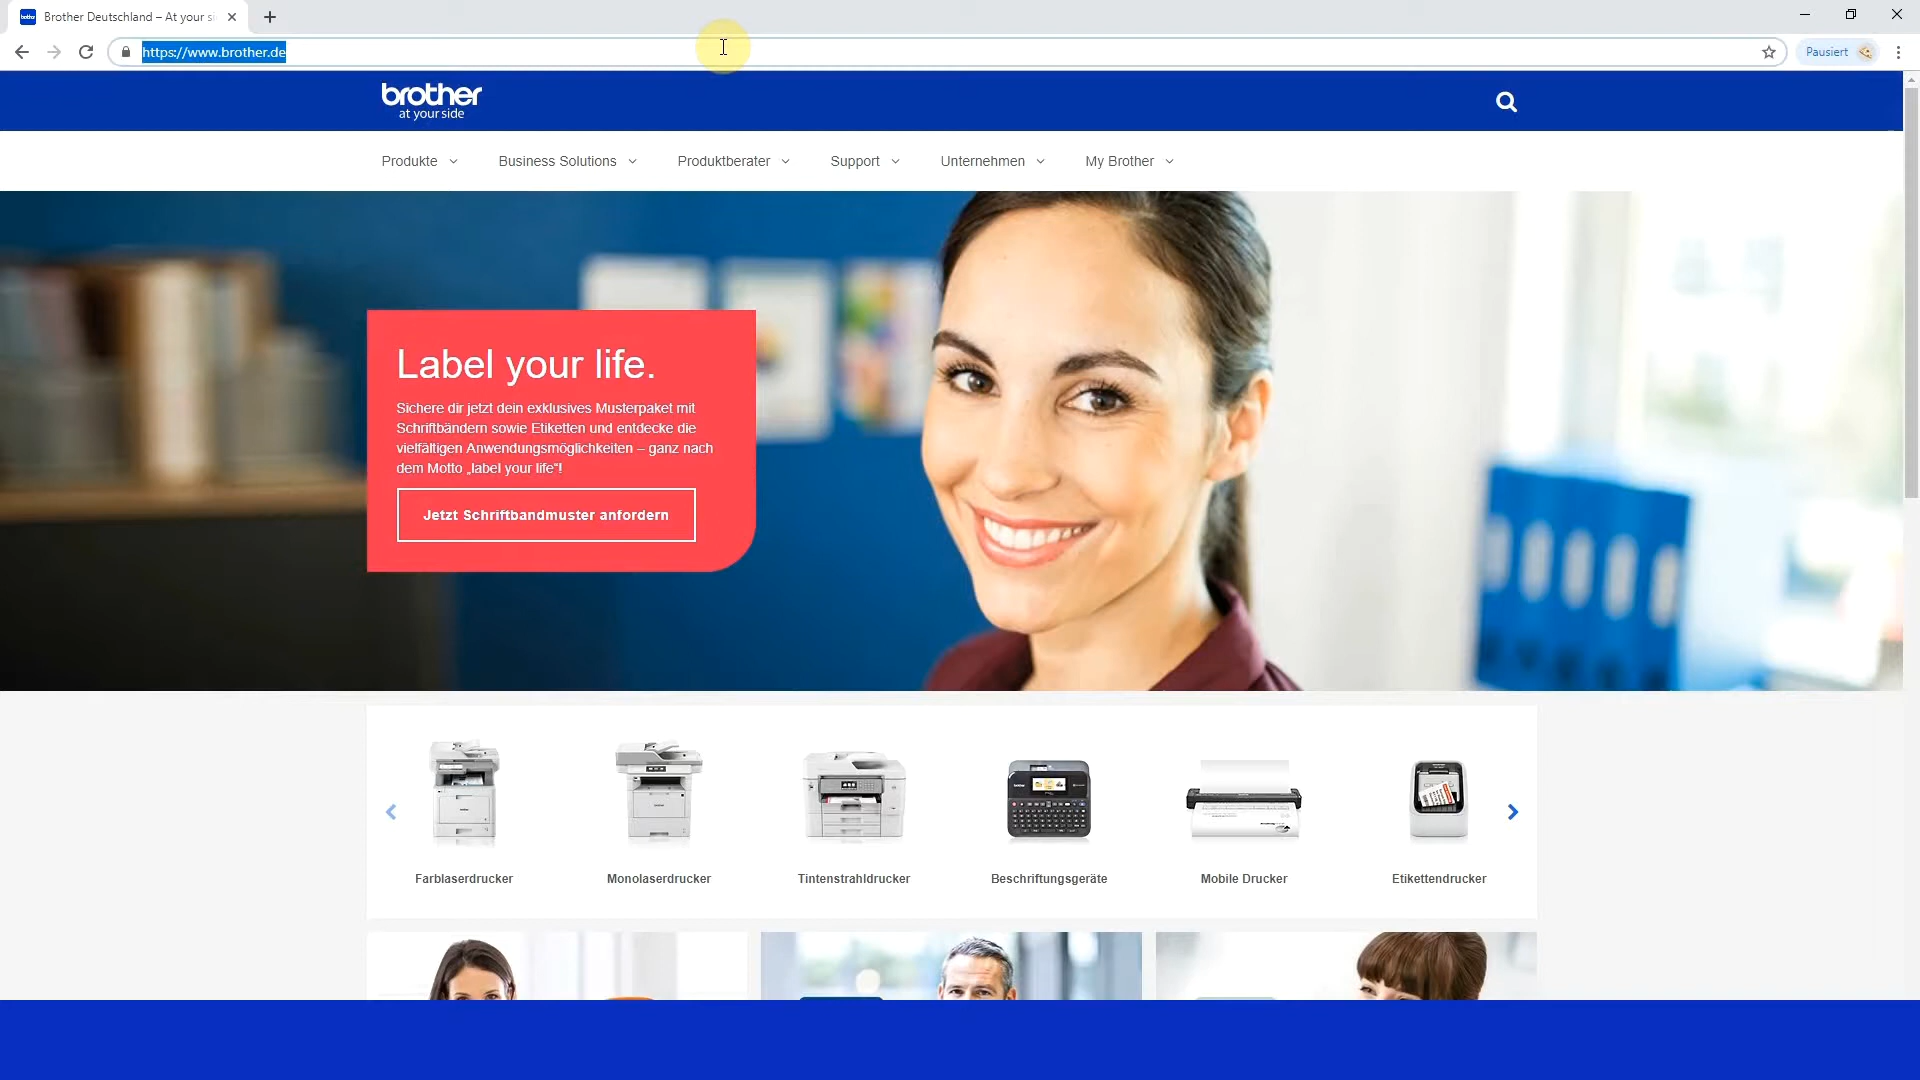 Brother Deutschland – At your s
https://www.brother.de
Pausiert
brother
at your side
Produkte
Business Solutions
Produktberater
Support
Unternehmen
My Brother
Label your life.
Sichere dir jetzt dein exklusives Musterpaket mit
Schriftbändern sowie Etiketten und entdecke die
vielfältigen Anwendungsmöglichkeiten – ganz nach
dem Motto „label your life“!
Jetzt Schriftbandmuster anfordern
Farblaserdrucker
Monolaserdrucker
Tintenstrahldrucker
Beschriftungsgeräte
Mobile Drucker
Etikettendrucker